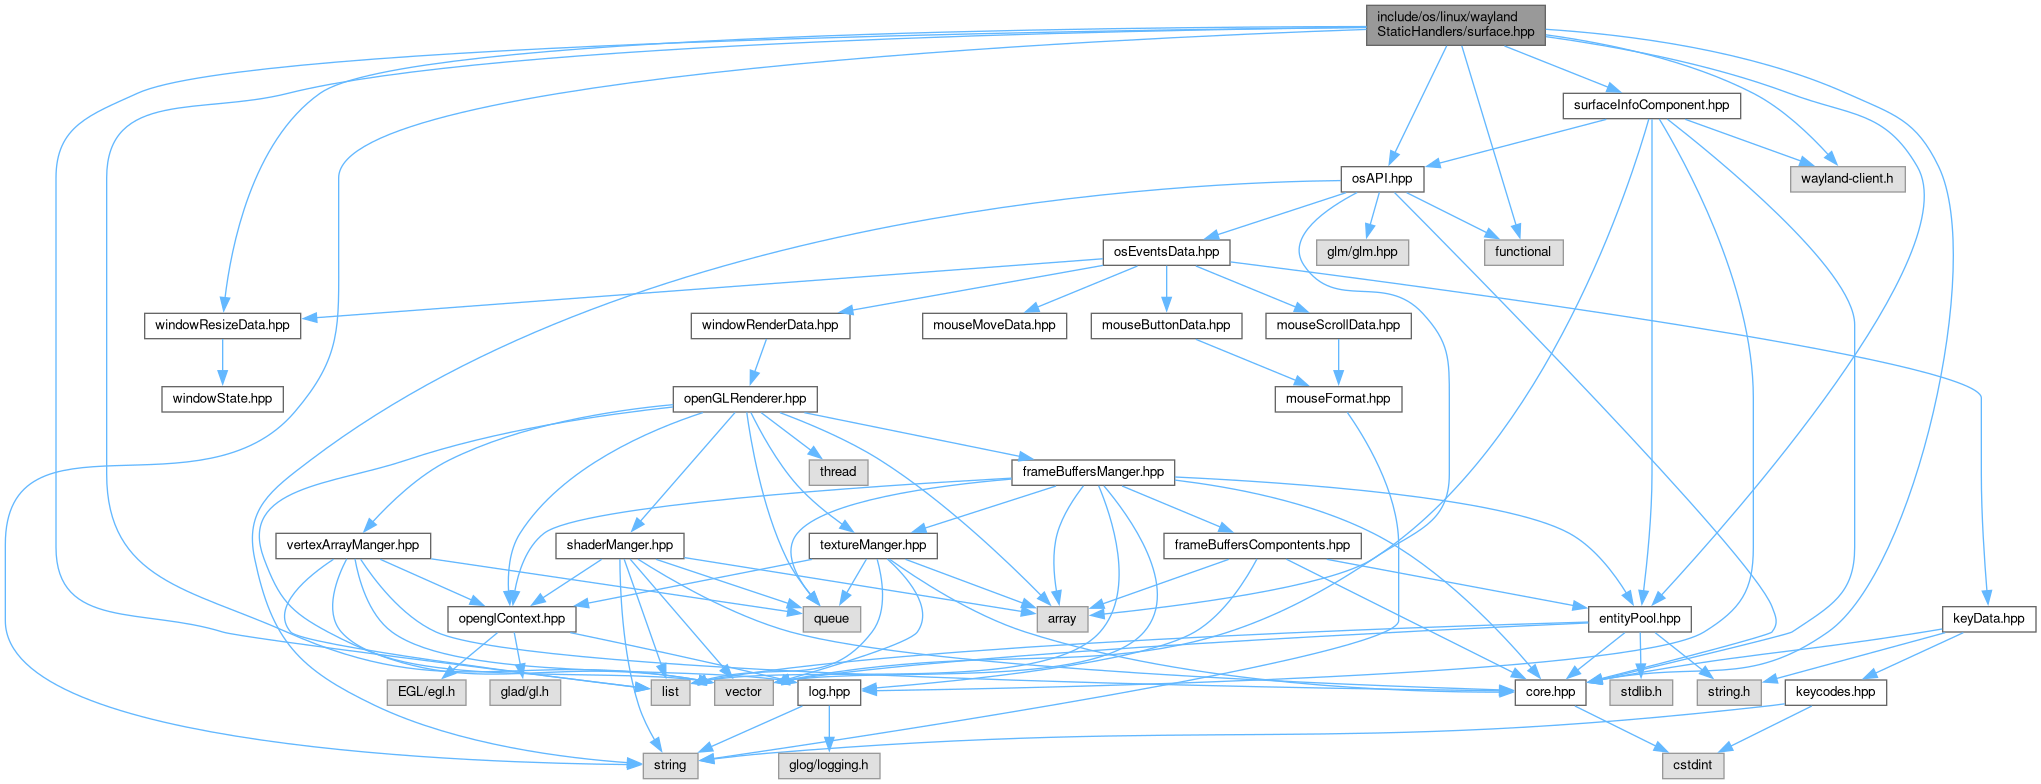 include/os/linux/wayland
StaticHandlers/surface.hpp
surfaceInfoComponent.hpp
osAPI.hpp
wayland-client.h
osEventsData.hpp
glm/glm.hpp
functional
windowResizeData.hpp
windowRenderData.hpp
mouseMoveData.hpp
mouseButtonData.hpp
mouseScrollData.hpp
windowState.hpp
openGLRenderer.hpp
mouseFormat.hpp
thread
frameBuffersManger.hpp
vertexArrayManger.hpp
shaderManger.hpp
textureManger.hpp
frameBuffersCompontents.hpp
openglContext.hpp
queue
array
entityPool.hpp
keyData.hpp
EGL/egl.h
glad/gl.h
list
vector
log.hpp
core.hpp
stdlib.h
string.h
keycodes.hpp
string
glog/logging.h
cstdint